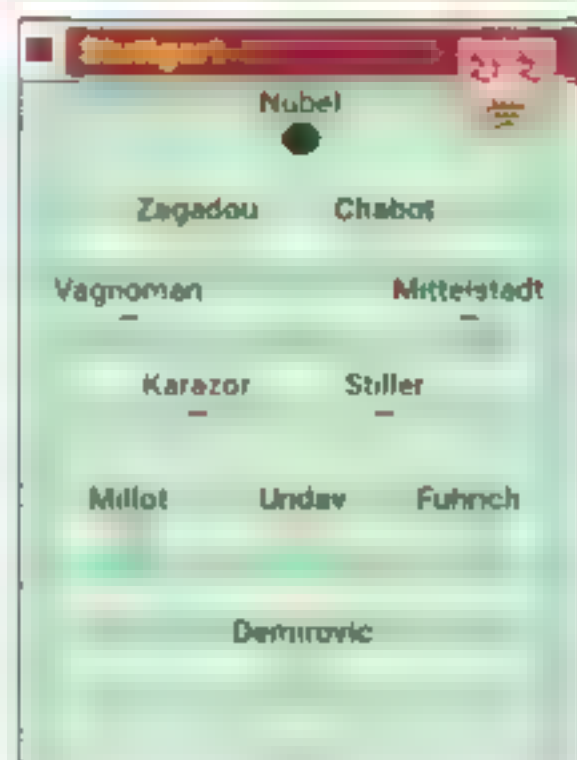 Nubel
Zagadou Chabot
Vagnoman Mittelstadt
Karazor Stiller
Millot Undav Fuhrich
Demirovic